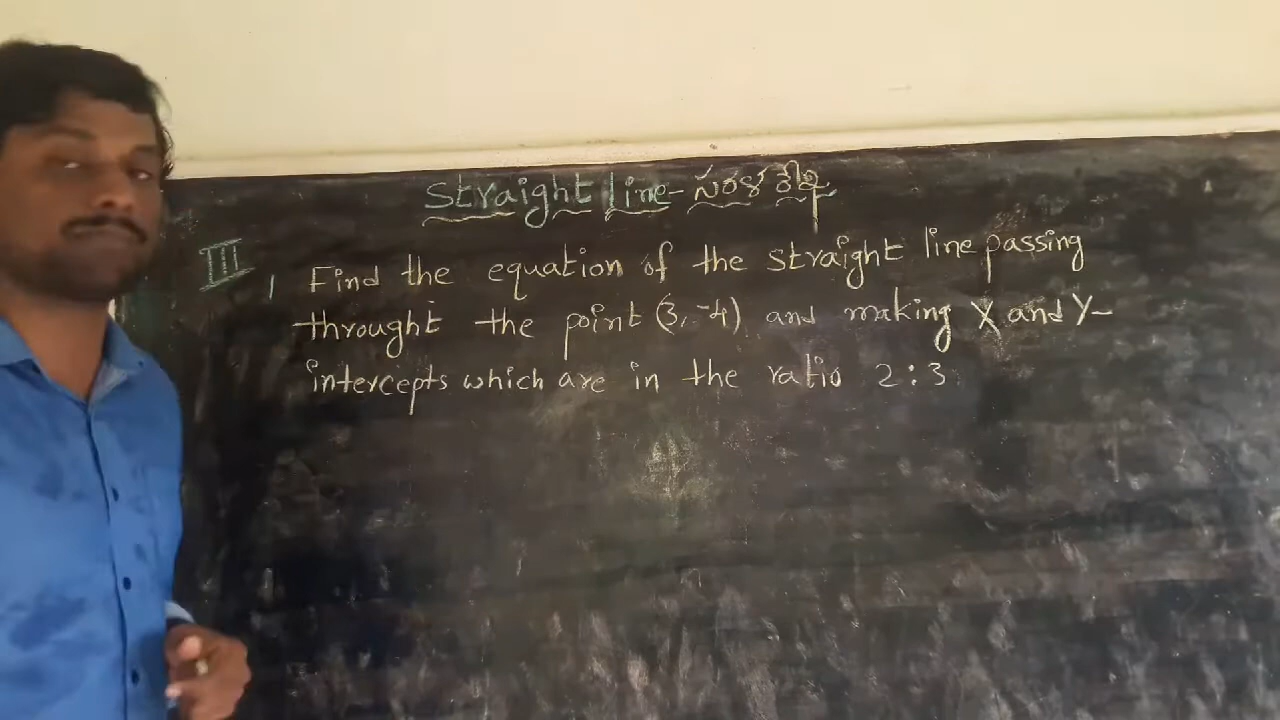 Straight line - సరళ రేఖ
III
1 Find the equation of the straight line passing
throught the point (3, -4) and making X and Y-
intercepts which are in the ratio 2:3